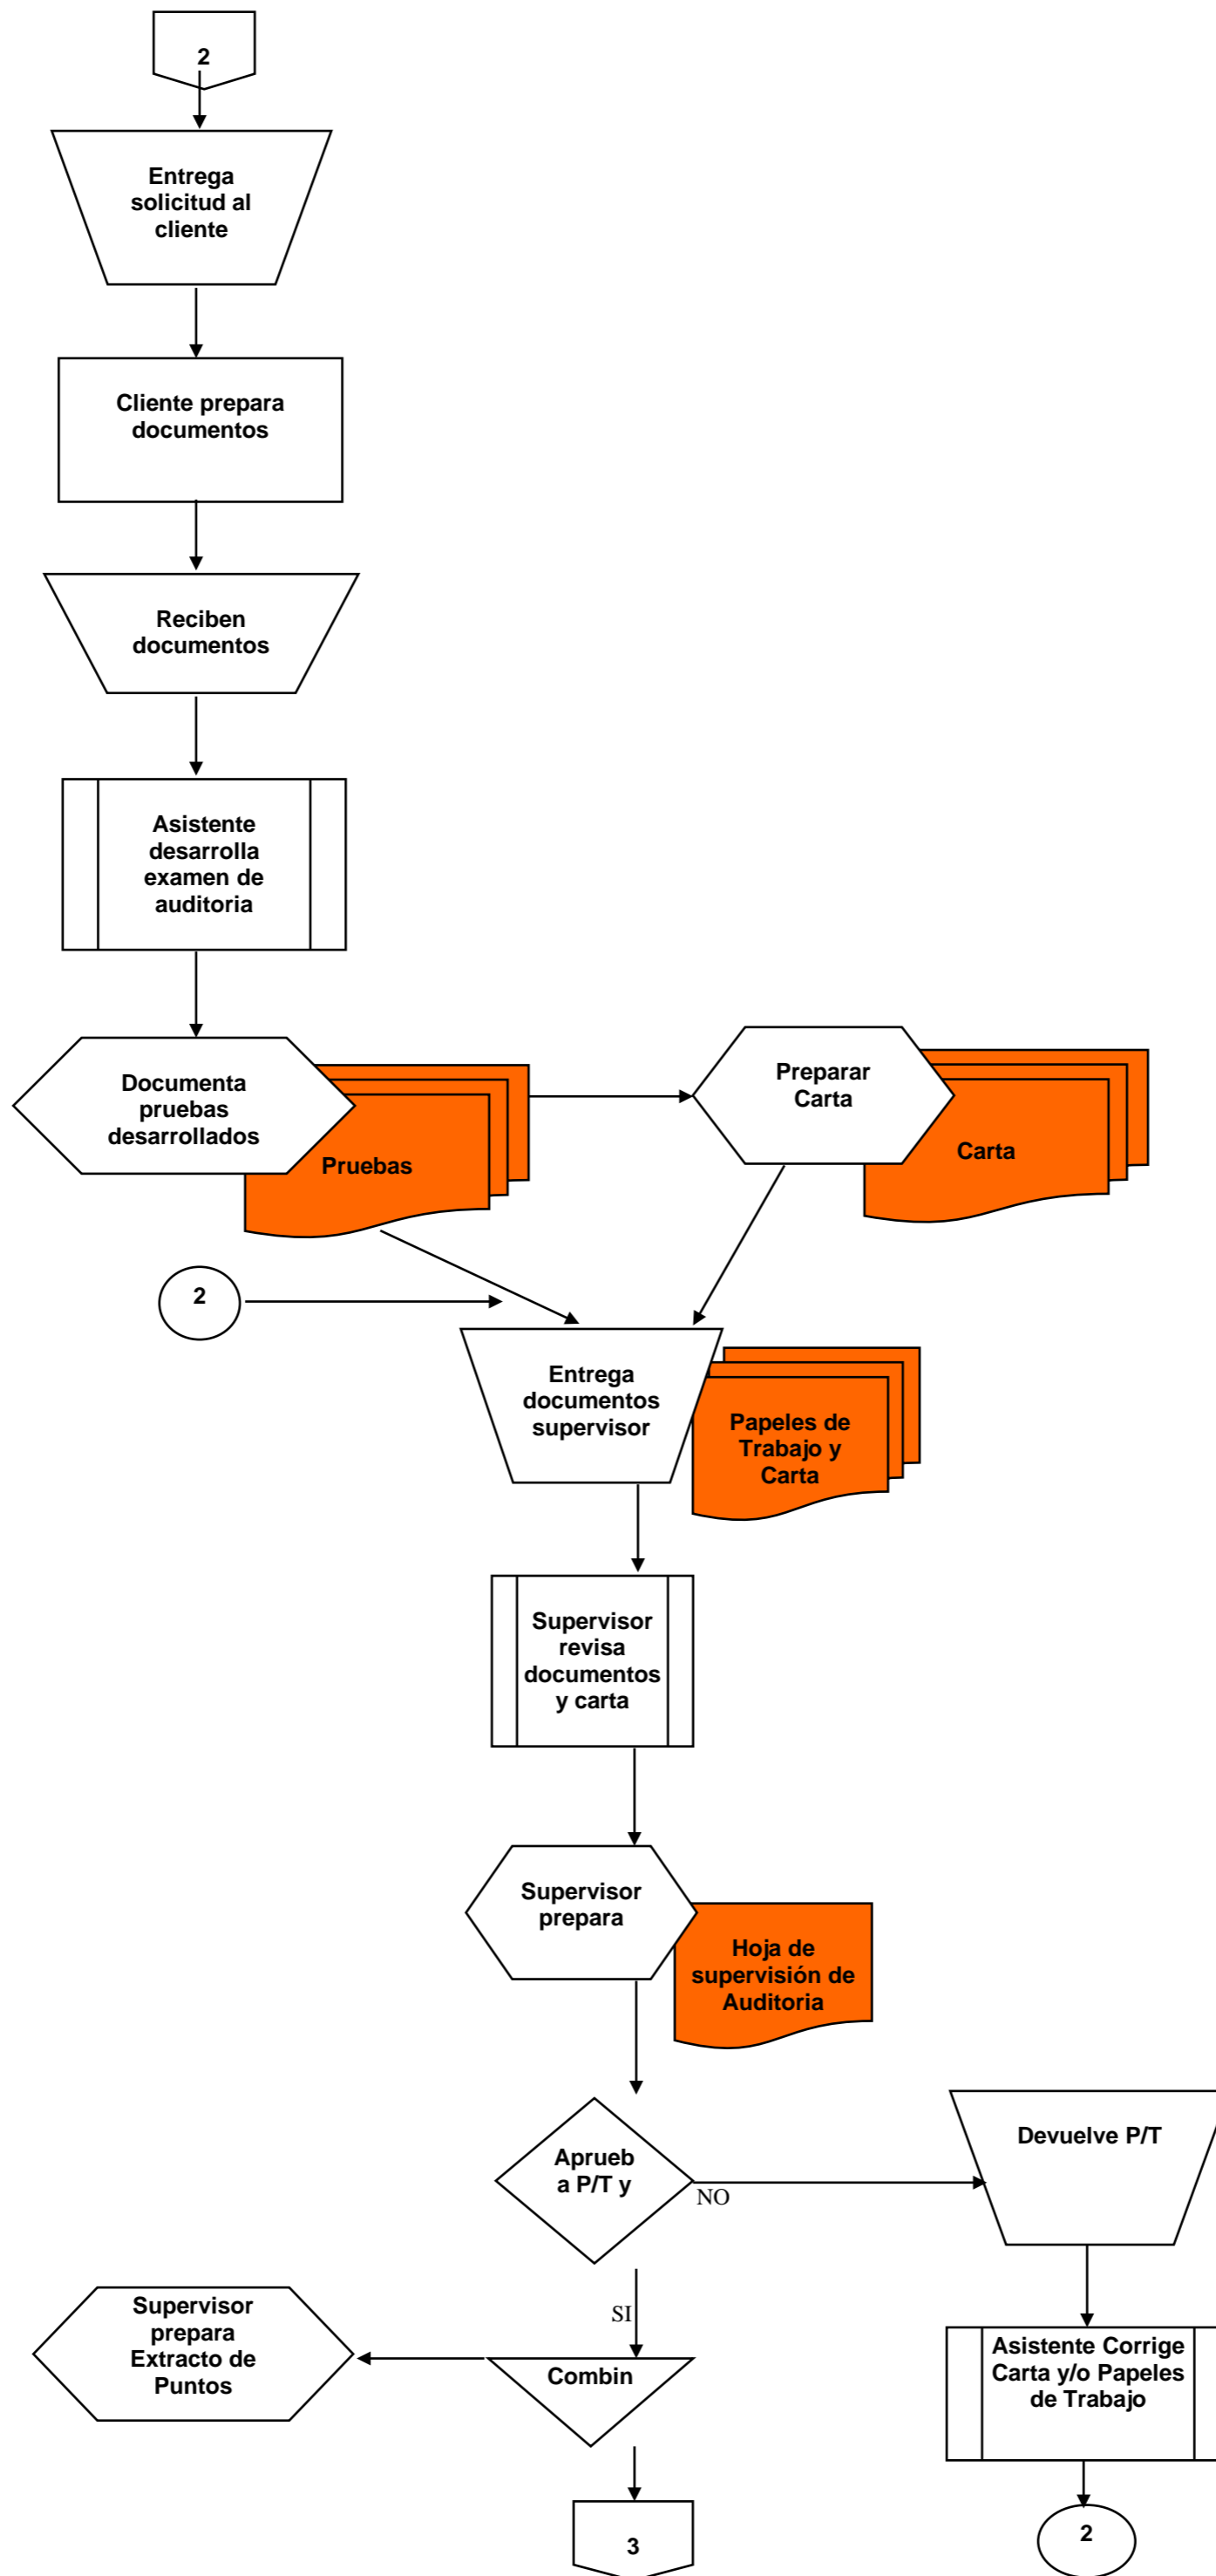 2
Entrega
solicitud al
cliente
Cliente prepara
documentos
Reciben
documentos
Asistente
desarrolla
examen de
auditoria
Documenta
pruebas
desarrollados
Pruebas
Preparar
Carta
Carta
2
Entrega
documentos
supervisor
Papeles de
Trabajo y
Carta
Supervisor
revisa
documentos
y carta
Supervisor
prepara
Hoja de
supervisión de
Auditoria
Aprueb
a P/T y
NO
Devuelve P/T
SI
Supervisor
prepara
Extracto de
Puntos
Combin
Asistente Corrige
Carta y/o Papeles
de Trabajo
3
2